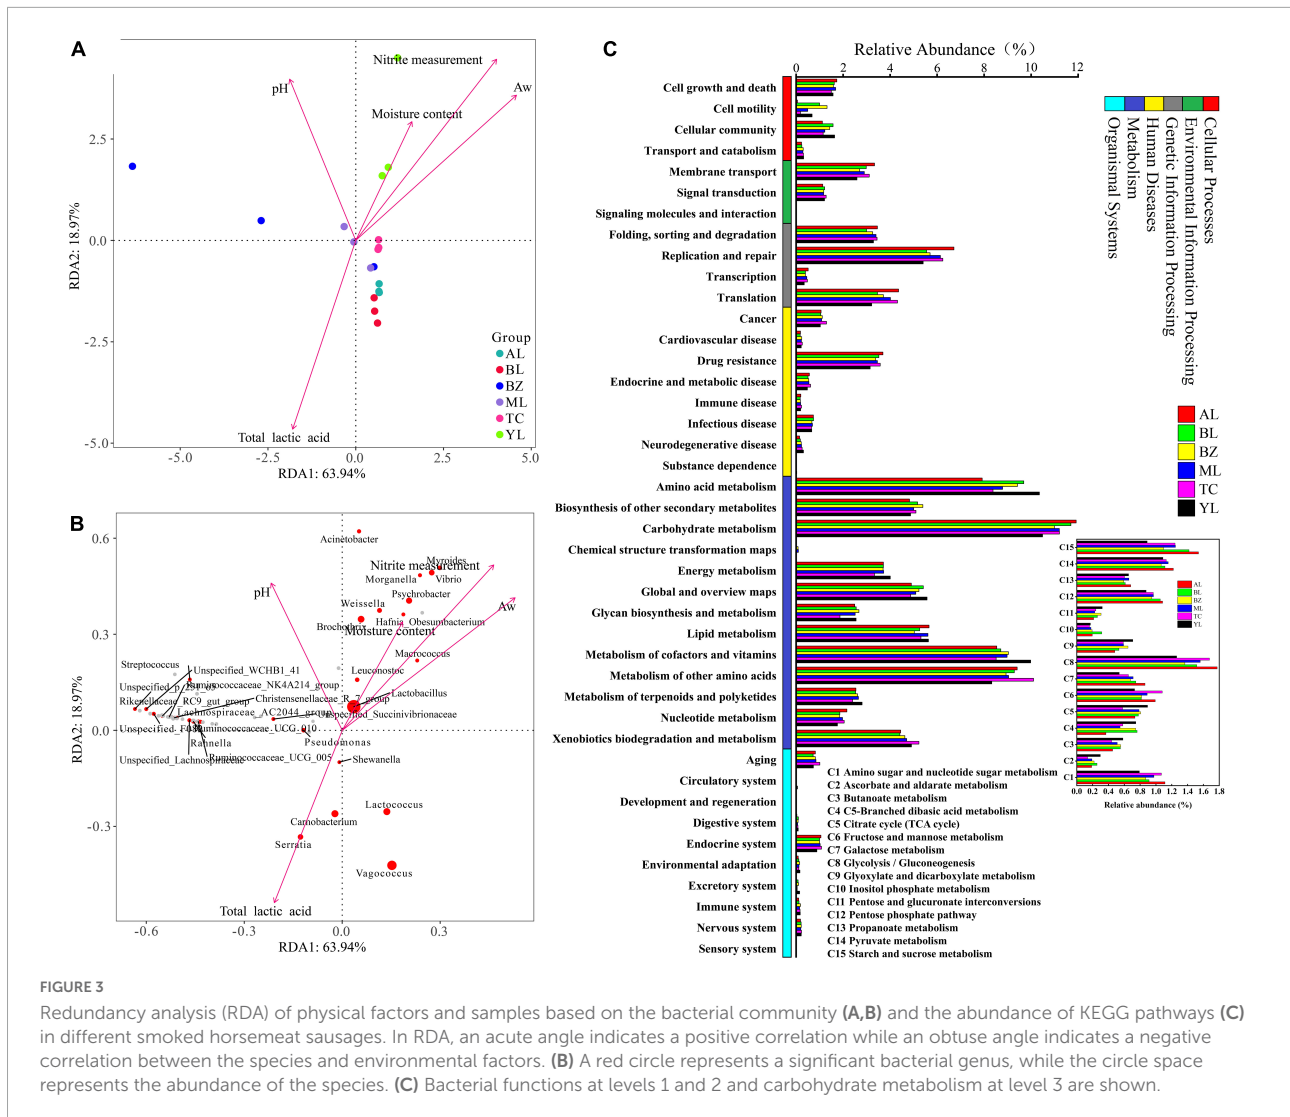 A
Nitrite measurement
pH
Aw
Moisture content
2.5
0.0
-2.5
-5.0
RDA2: 18.97%
Group
AL
BL
BZ
ML
TC
YL
Total lactic acid
-5.0
-2.5
0.0
2.5
5.0
RDA1: 63.94%
B
0.6
0.3
0.0
-0.3
RDA2: 18.97%
Acinetobacter
Myroides
Nitrite measurement
Morganella
Vibrio
pH
Psychrobacter
Aw
Weissella
Hafnia_Obesumbacterium
Brochothrix
Moisture content
Macrococcus
Streptococcus
Unspecified_WCHB1_41
Leuconostoc
Ruminococcaceae_NK4A214_group
Lactobacillus
Rikenellaceae_RC9_gut_group
Christensenellaceae_R_7_group
Lachnospiraceae_AC2044_group
Unspecified_Succinivibrionaceae
Ruminococcaceae_UCG_010
Rahnella
Pseudomonas
Ruminococcaceae_UCG_005
Unspecified_Lachnospiraceae
Shewanella
Lactococcus
Carnobacterium
Serratia
Vagococcus
Total lactic acid
-0.6
-0.3
0.0
0.3
RDA1: 63.94%
C
Relative Abundance（%）
0
2
4
6
8
10
12
Cell growth and death
Cell motility
Cellular community
Transport and catabolism
Membrane transport
Signal transduction
Signaling molecules and interaction
Folding, sorting and degradation
Replication and repair
Transcription
Translation
Cancer
Cardiovascular disease
Drug resistance
Endocrine and metabolic disease
Immune disease
Infectious disease
Neurodegenerative disease
Substance dependence
Amino acid metabolism
Biosynthesis of other secondary metabolites
Carbohydrate metabolism
Chemical structure transformation maps
Energy metabolism
Global and overview maps
Glycan biosynthesis and metabolism
Lipid metabolism
Metabolism of cofactors and vitamins
Metabolism of other amino acids
Metabolism of terpenoids and polyketides
Nucleotide metabolism
Xenobiotics biodegradation and metabolism
Aging
Circulatory system
Development and regeneration
Digestive system
Endocrine system
Environmental adaptation
Excretory system
Immune system
Nervous system
Sensory system
Cellular Processes
Environmental Information Processing
Genetic Information Processing
Human Diseases
Metabolism
Organismal Systems
AL
BL
BZ
ML
TC
YL
C15
C14
C13
C12
C11
C10
C9
C8
C7
C6
C5
C4
C3
C2
C1
AL
BL
BZ
ML
TC
YL
0.0 0.2 0.4 0.6 0.8 1.0 1.2 1.4 1.6 1.8
Relative abundance (%)
C1 Amino sugar and nucleotide sugar metabolism
C2 Ascorbate and aldarate metabolism
C3 Butanoate metabolism
C4 C5-Branched dibasic acid metabolism
C5 Citrate cycle (TCA cycle)
C6 Fructose and mannose metabolism
C7 Galactose metabolism
C8 Glycolysis / Gluconeogenesis
C9 Glyoxylate and dicarboxylate metabolism
C10 Inositol phosphate metabolism
C11 Pentose and glucuronate interconversions
C12 Pentose phosphate pathway
C13 Propanoate metabolism
C14 Pyruvate metabolism
C15 Starch and sucrose metabolism
FIGURE 3
Redundancy analysis (RDA) of physical factors and samples based on the bacterial community (A,B) and the abundance of KEGG pathways (C)
in different smoked horsemeat sausages. In RDA, an acute angle indicates a positive correlation while an obtuse angle indicates a negative
correlation between the species and environmental factors. (B) A red circle represents a significant bacterial genus, while the circle space
represents the abundance of the species. (C) Bacterial functions at levels 1 and 2 and carbohydrate metabolism at level 3 are shown.